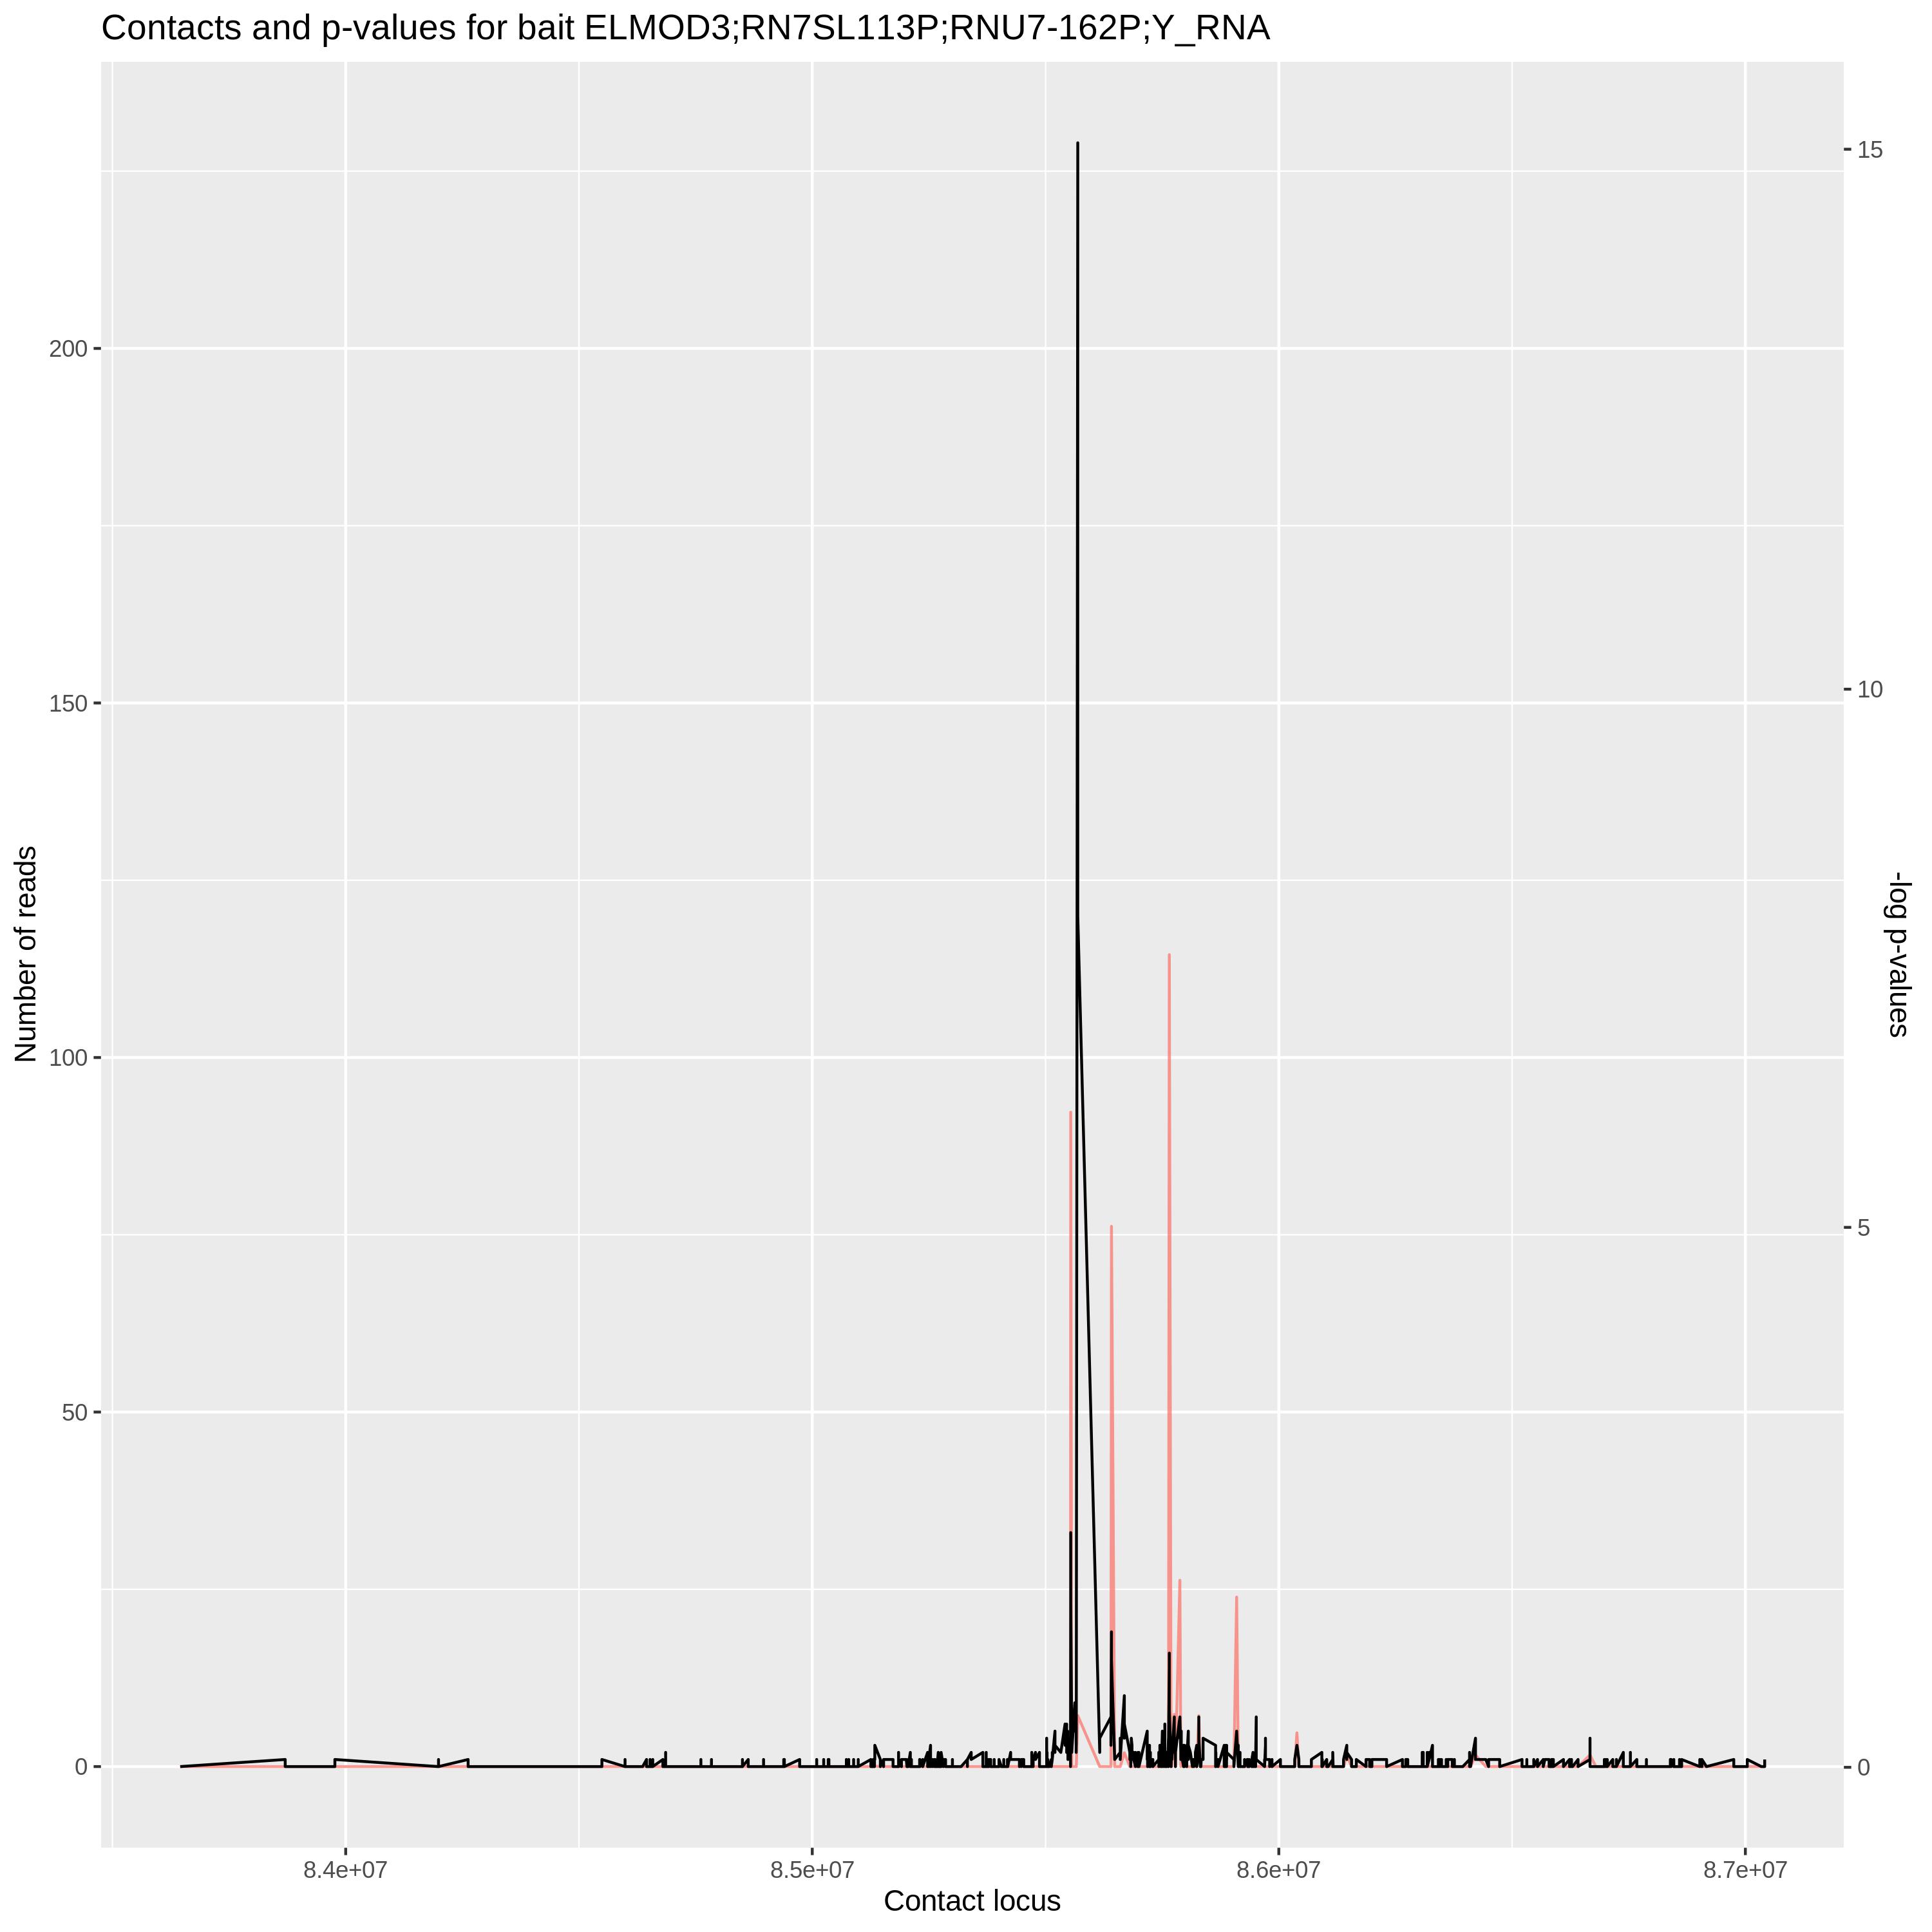 Contacts and p-values for bait ELMOD3;RN7SL113P;RNU7-162P;Y_RNA
Number of reads
200
150
100
50
0
15
10
5
0
-log p-values
8.4e+07
8.5e+07
8.6e+07
8.7e+07
Contact locus